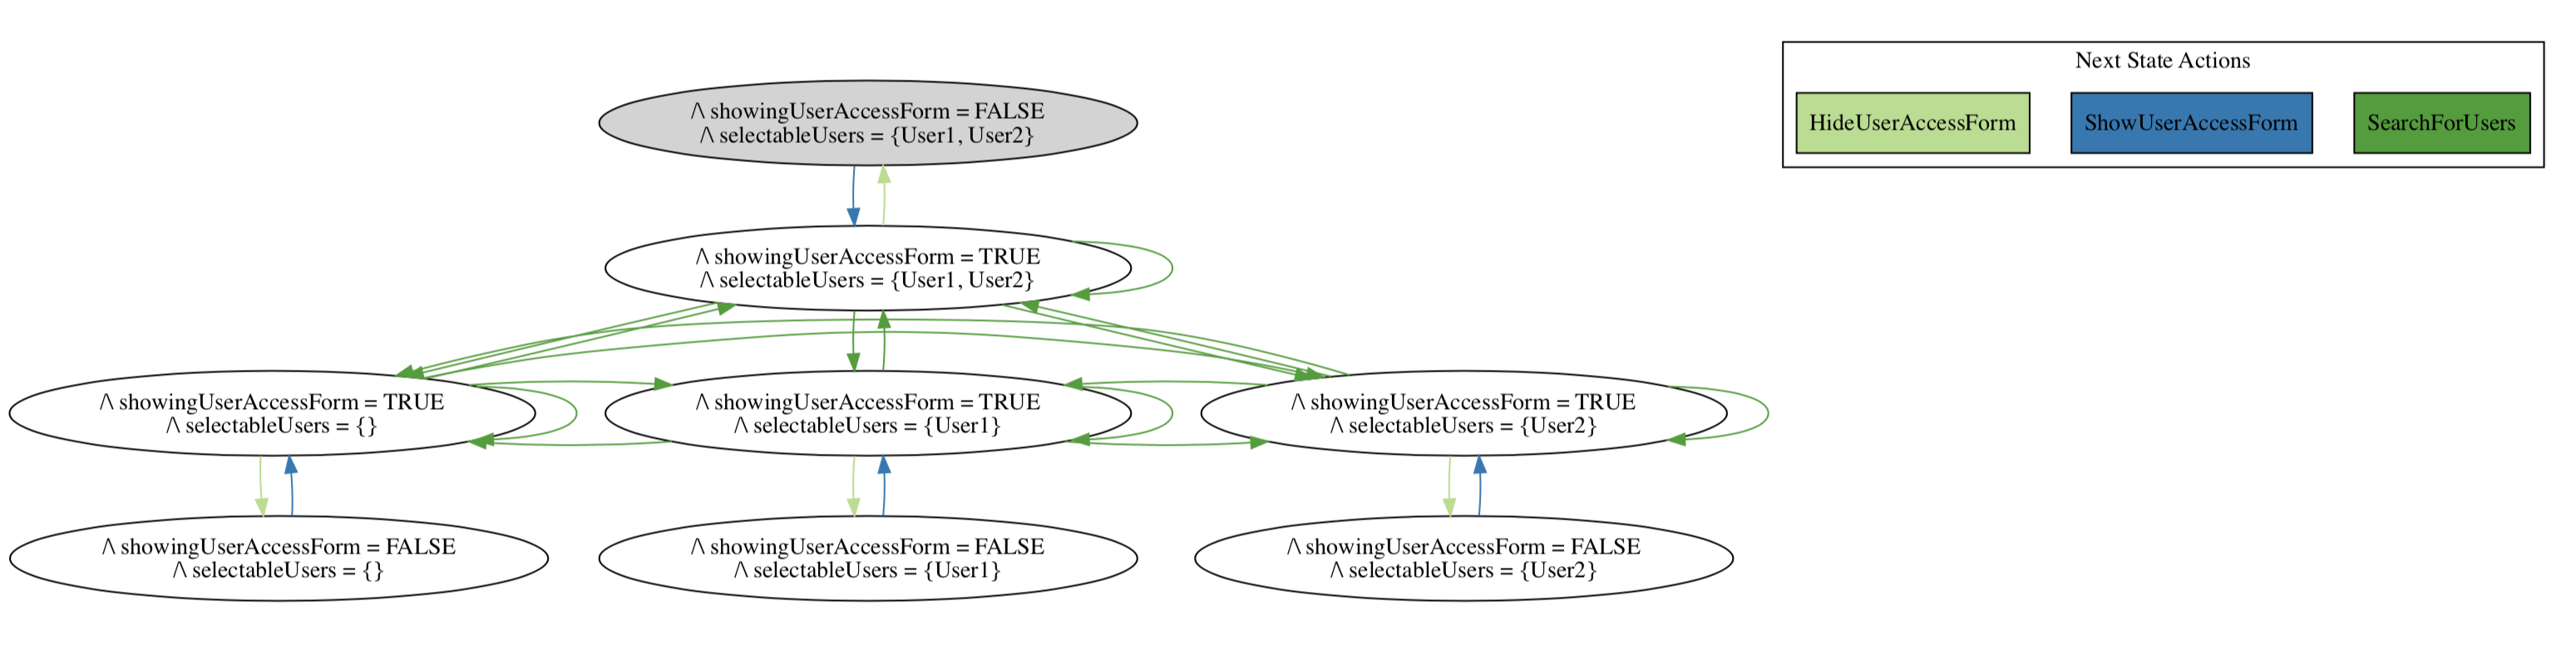 Next State Actions
HideUserAccessForm
ShowUserAccessForm
SearchForUsers
/\ showingUserAccessForm = FALSE
/\ selectableUsers = {User1, User2}
/\ showingUserAccessForm = TRUE
/\ selectableUsers = {User1, User2}
/\ showingUserAccessForm = TRUE
/\ selectableUsers = {}
/\ showingUserAccessForm = TRUE
/\ selectableUsers = {User1}
/\ showingUserAccessForm = TRUE
/\ selectableUsers = {User2}
/\ showingUserAccessForm = FALSE
/\ selectableUsers = {}
/\ showingUserAccessForm = FALSE
/\ selectableUsers = {User1}
/\ showingUserAccessForm = FALSE
/\ selectableUsers = {User2}